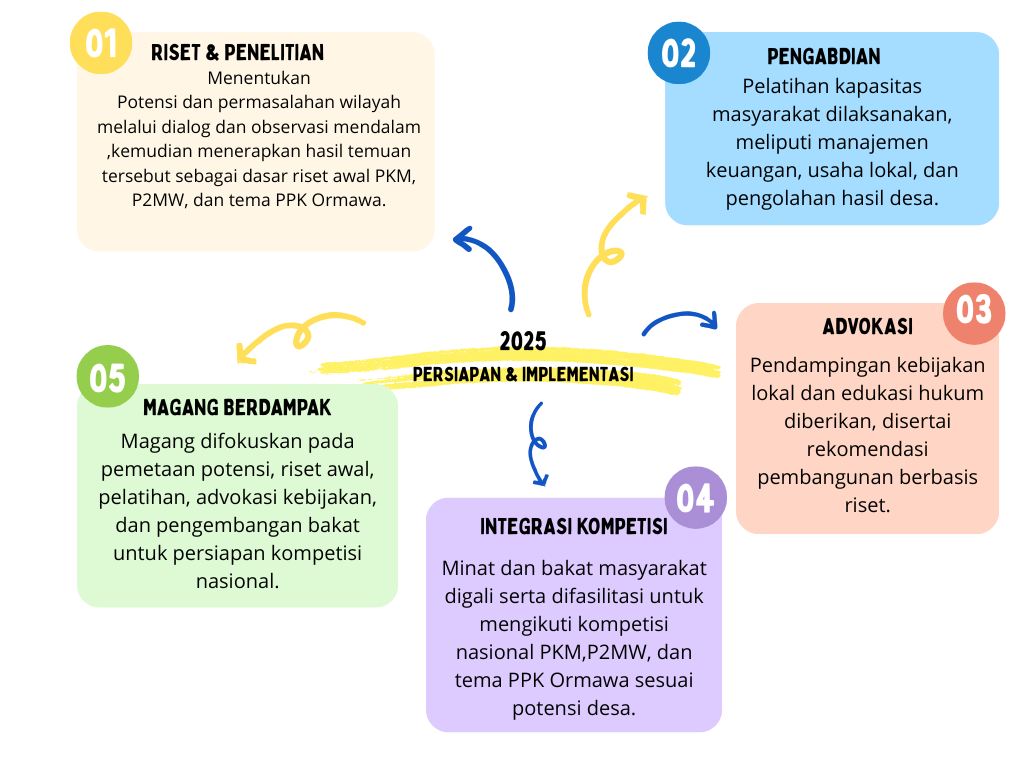 01
RISET & PENELITIAN
Menentukan
Potensi dan permasalahan wilayah
melalui dialog dan observasi mendalam
,kemudian menerapkan hasil temuan
tersebut sebagai dasar riset awal PKM,
P2MW, dan tema PPK Ormawa.
02
PENGABDIAN
Pelatihan kapasitas
masyarakat dilaksanakan,
meliputi manajemen
keuangan, usaha lokal, dan
pengolahan hasil desa.
2025
PERSIAPAN & IMPLEMENTASI
03
ADVOKASI
Pendampingan kebijakan
lokal dan edukasi hukum
diberikan, disertai
rekomendasi
pembangunan berbasis
riset.
04
INTEGRASI KOMPETISI
Minat dan bakat masyarakat
digali serta difasilitasi untuk
mengikuti kompetisi
nasional PKM,P2MW, dan
tema PPK Ormawa sesuai
potensi desa.
05
MAGANG BERDAMPAK
Magang difokuskan pada
pemetaan potensi, riset awal,
pelatihan, advokasi kebijakan,
dan pengembangan bakat
untuk persiapan kompetisi
nasional.